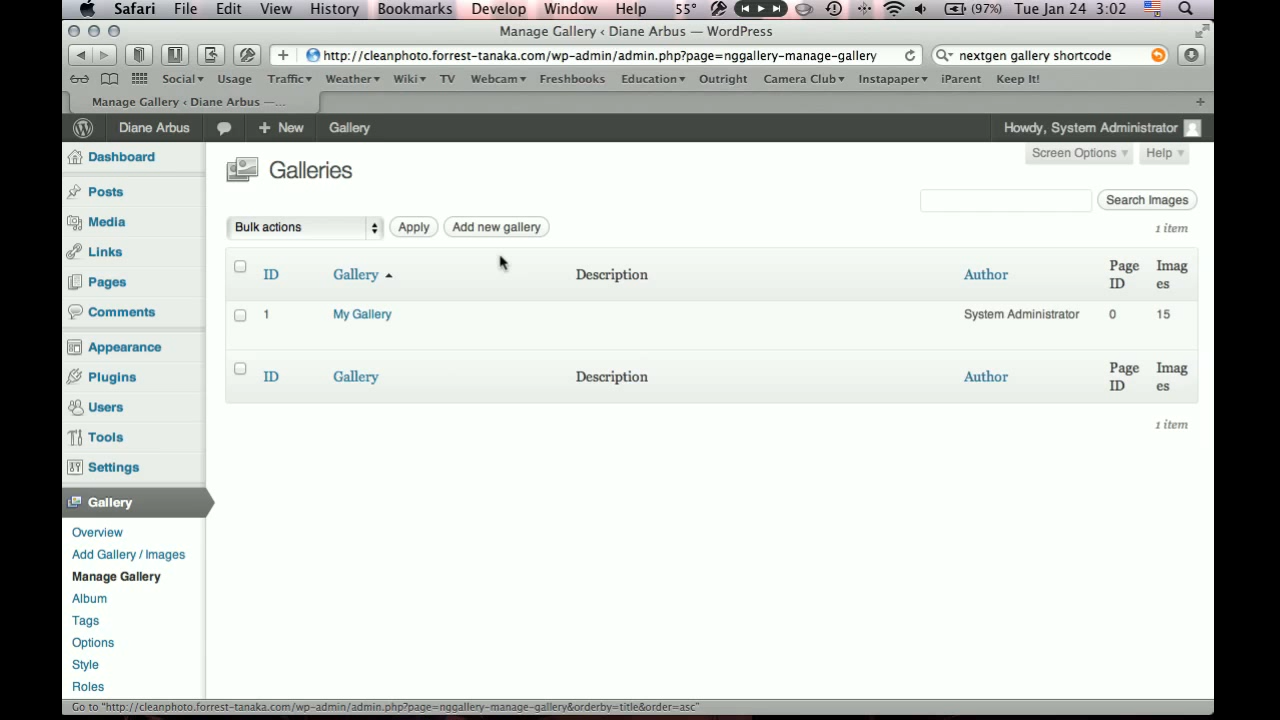 Safari File Edit View History Bookmarks Develop Window Help 55° (97%) Tue Jan 24 3:02
Manage Gallery ‹ Diane Arbus — WordPress
http://cleanphoto.forrest-tanaka.com/wp-admin/admin.php?page=nggallery-manage-gallery
nextgen gallery shortcode
Social Usage Traffic Weather Wiki TV Webcam Freshbooks Education Outright Camera Club Instapaper iParent Keep It!
Manage Gallery ‹ Diane Arbus —...
Diane Arbus + New Gallery Howdy, System Administrator
Screen Options Help
Dashboard
Posts
Media
Links
Pages
Comments
Appearance
Plugins
Users
Tools
Settings
Gallery
Overview
Add Gallery / Images
Manage Gallery
Album
Tags
Options
Style
Roles
Galleries
Search Images
Bulk actions Apply Add new gallery
1 item
ID Gallery Description Author Page ID Images
1 My Gallery System Administrator 0 15
ID Gallery Description Author Page ID Images
1 item
Go to "http://cleanphoto.forrest-tanaka.com/wp-admin/admin.php?page=nggallery-manage-gallery&orderby=title&order=asc"